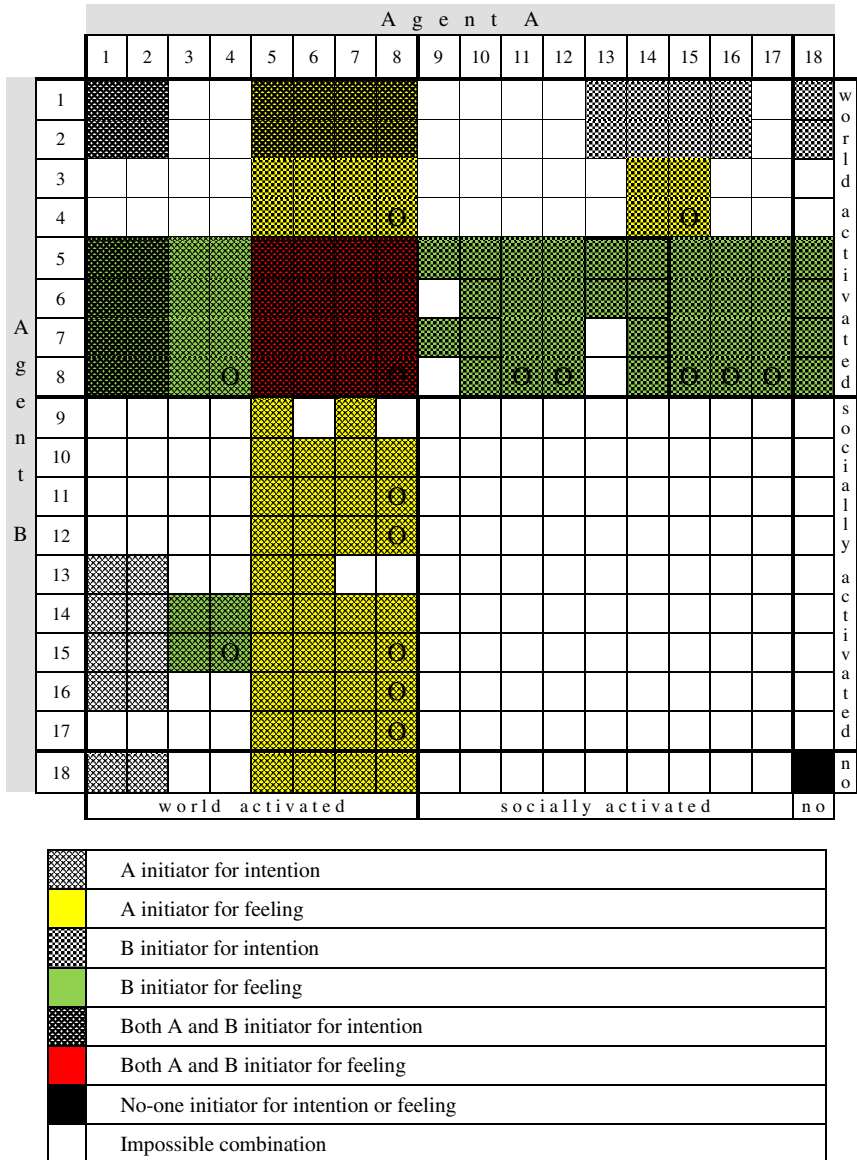 A g e n t A
1 2 3 4 5 6 7 8 9 10 11 12 13 14 15 16 17 18
A g e n t B
1
2
3
4 O O
5
6
7
8 O O O O O O O
9
10
11 O
12 O
13
14
15 O O
16 O
17 O
18
world activated
socially activated
no
world activated socially activated no
A initiator for intention
A initiator for feeling
B initiator for intention
B initiator for feeling
Both A and B initiator for intention
Both A and B initiator for feeling
No-one initiator for intention or feeling
Impossible combination